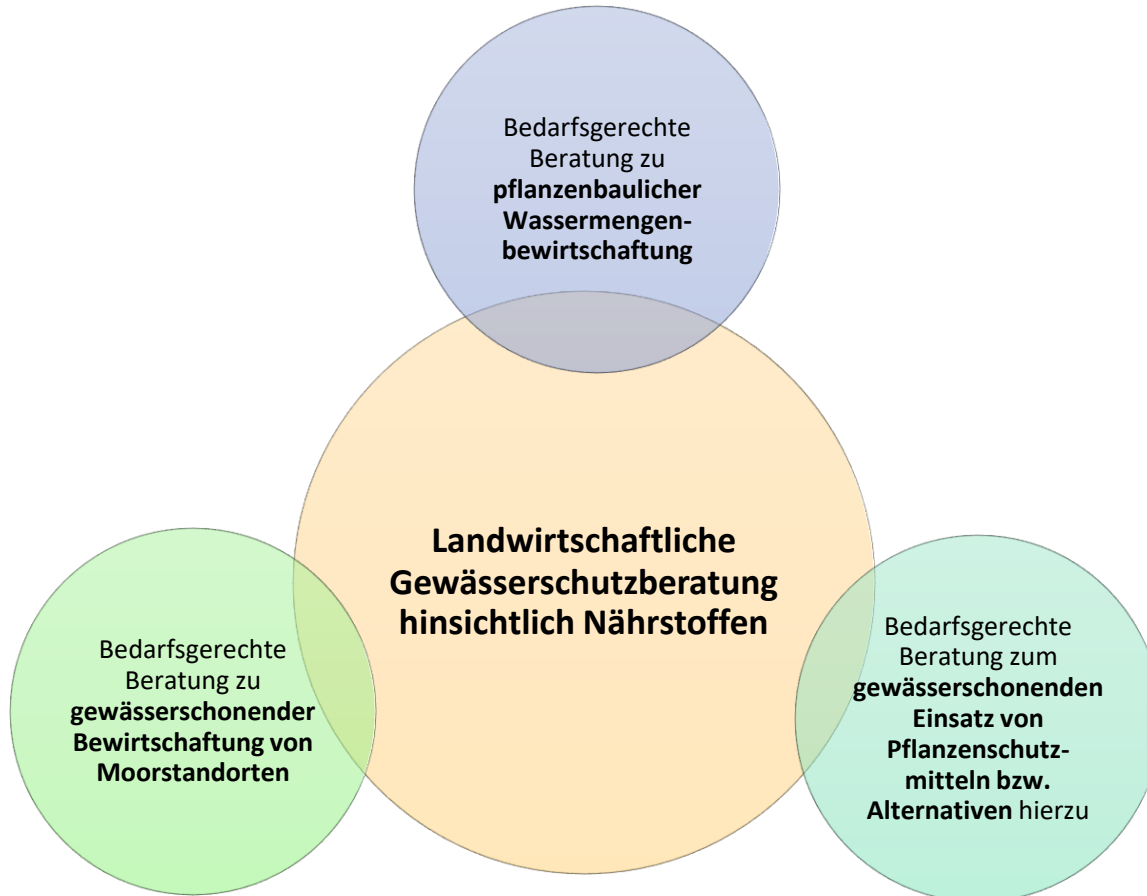 Bedarfsgerechte
Beratung zu
pflanzenbaulicher
Wassermengen-
bewirtschaftung
Landwirtschaftliche
Gewässerschutzberatung
hinsichtlich Nährstoffen
Bedarfsgerechte
Beratung zu
gewässerschonender
Bewirtschaftung von
Moorstandorten
Bedarfsgerechte
Beratung zum
gewässerschonenden
Einsatz von
Pflanzenschutz-
mitteln bzw.
Alternativen hierzu